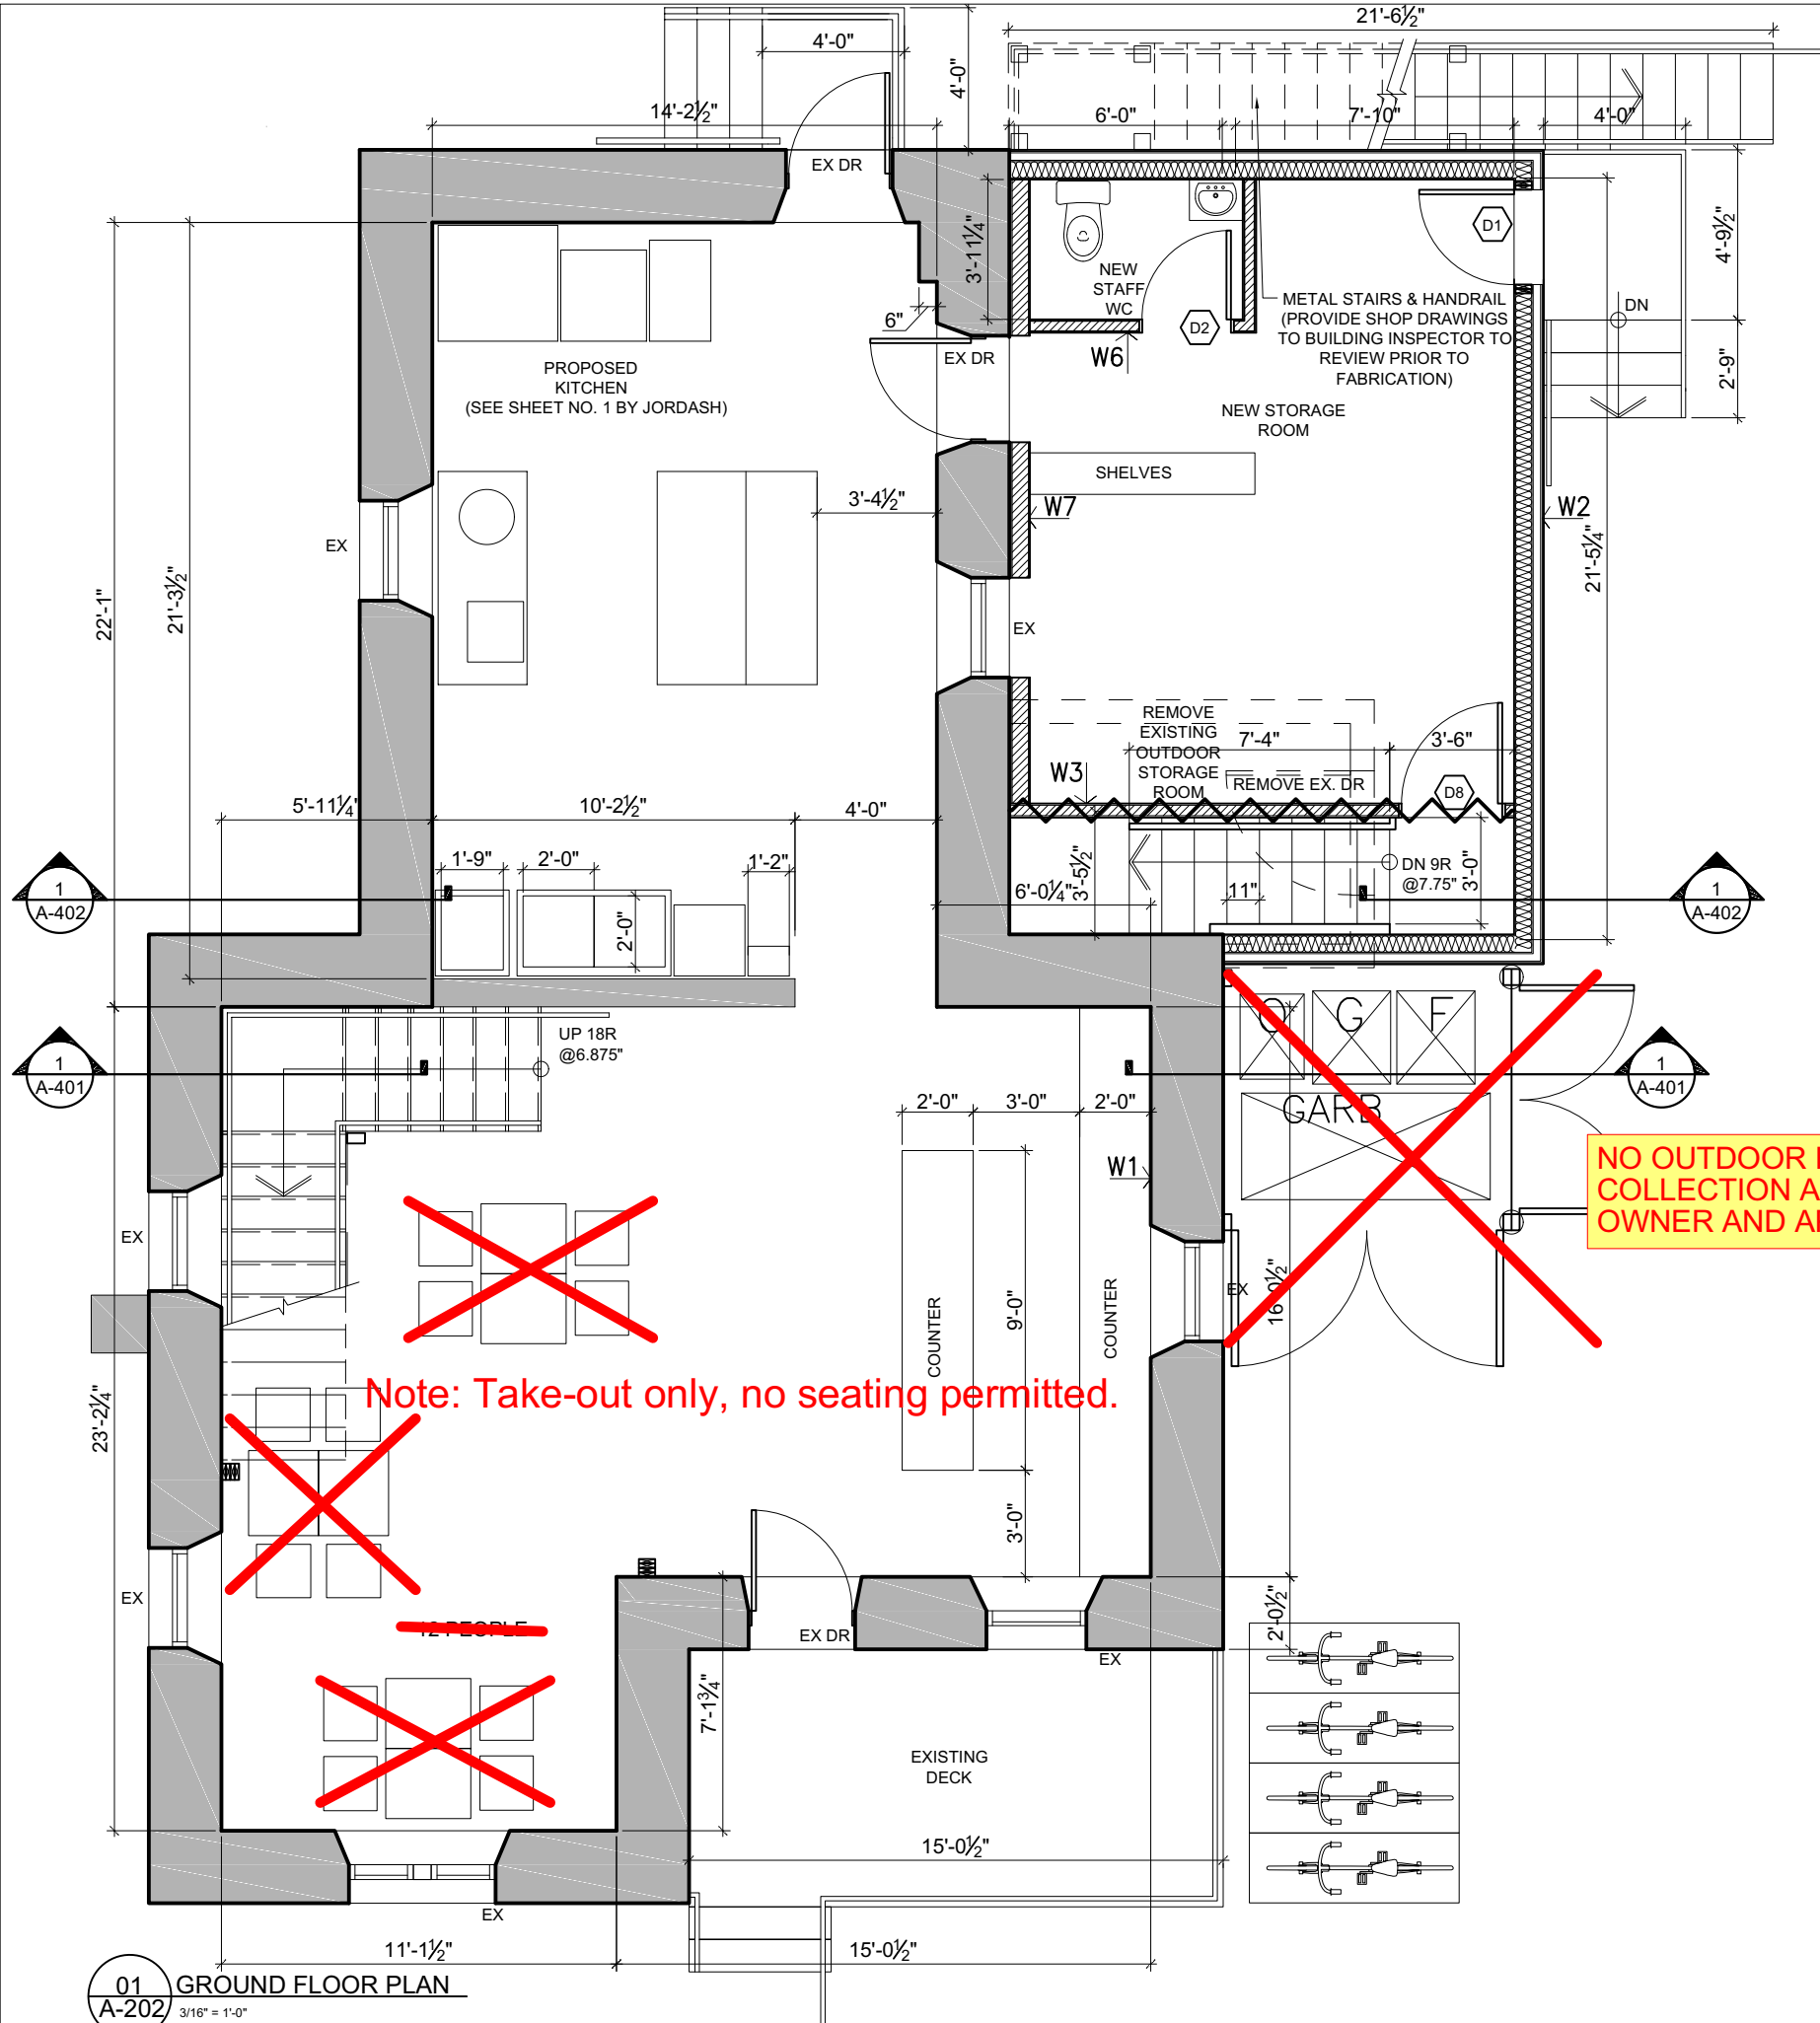 21'-6½"
4'-0"
4'-0"
14'-2½"
6'-0"
7'-10"
4'-0"
EX DR
D1
3'-11¼"
NEW
STAFF
WC
4'-9½"
METAL STAIRS & HANDRAIL
(PROVIDE SHOP DRAWINGS
TO BUILDING INSPECTOR TO
REVIEW PRIOR TO
FABRICATION)
DN
6"
D2
EX DR
W6
PROPOSED
KITCHEN
(SEE SHEET NO. 1 BY JORDASH)
2'-9"
NEW STORAGE
ROOM
SHELVES
3'-4½"
W7
W2
EX
21'-5¼"
22'-1"
21'-3½"
EX
REMOVE
EXISTING
OUTDOOR
STORAGE
ROOM
7'-4"
3'-6"
W3
REMOVE EX. DR
D8
5'-11¼"
10'-2½"
4'-0"
1'-9"
2'-0"
1'-2"
2'-0"
6'-0¼"
3'-5½"
11"
DN 9R
@7.75"
3'-0"
1
A-402
1
A-402
O
G
F
UP 18R
@6.875"
1
A-401
1
A-401
2'-0"
3'-0"
2'-0"
GARB
W1
NO OUTDOOR
COLLECTION A
OWNER AND A
EX
9'-0"
COUNTER
COUNTER
EX
16'-0½"
Note: Take-out only, no seating permitted.
23'-2¼"
3'-0"
EX
12 PEOPLE
EX DR
EX
2'-0½"
7'-1¾"
EXISTING
DECK
15'-0½"
EX
11'-1½"
15'-0½"
01
A-202
GROUND FLOOR PLAN
3/16" = 1'-0"